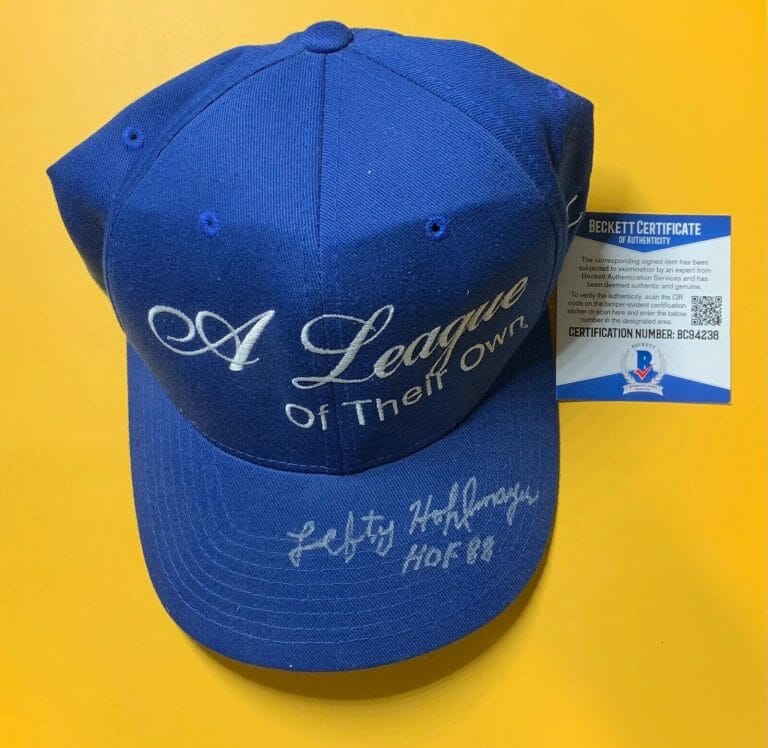 A League
Of Their Own
Lefty Hohlmayer
HOF 88
BECKETT CERTIFICATE
OF AUTHENTICITY
The corresponding signed item has been
subjected to examination by an expert from
Beckett Authentication Services and has
been deemed authentic and genuine.
To verify the authenticity, scan the QR
code on the tamper-evident certification
sticker or scan here and enter the below
number in the designated area.
CERTIFICATION NUMBER: BC94238
BECKETT
B